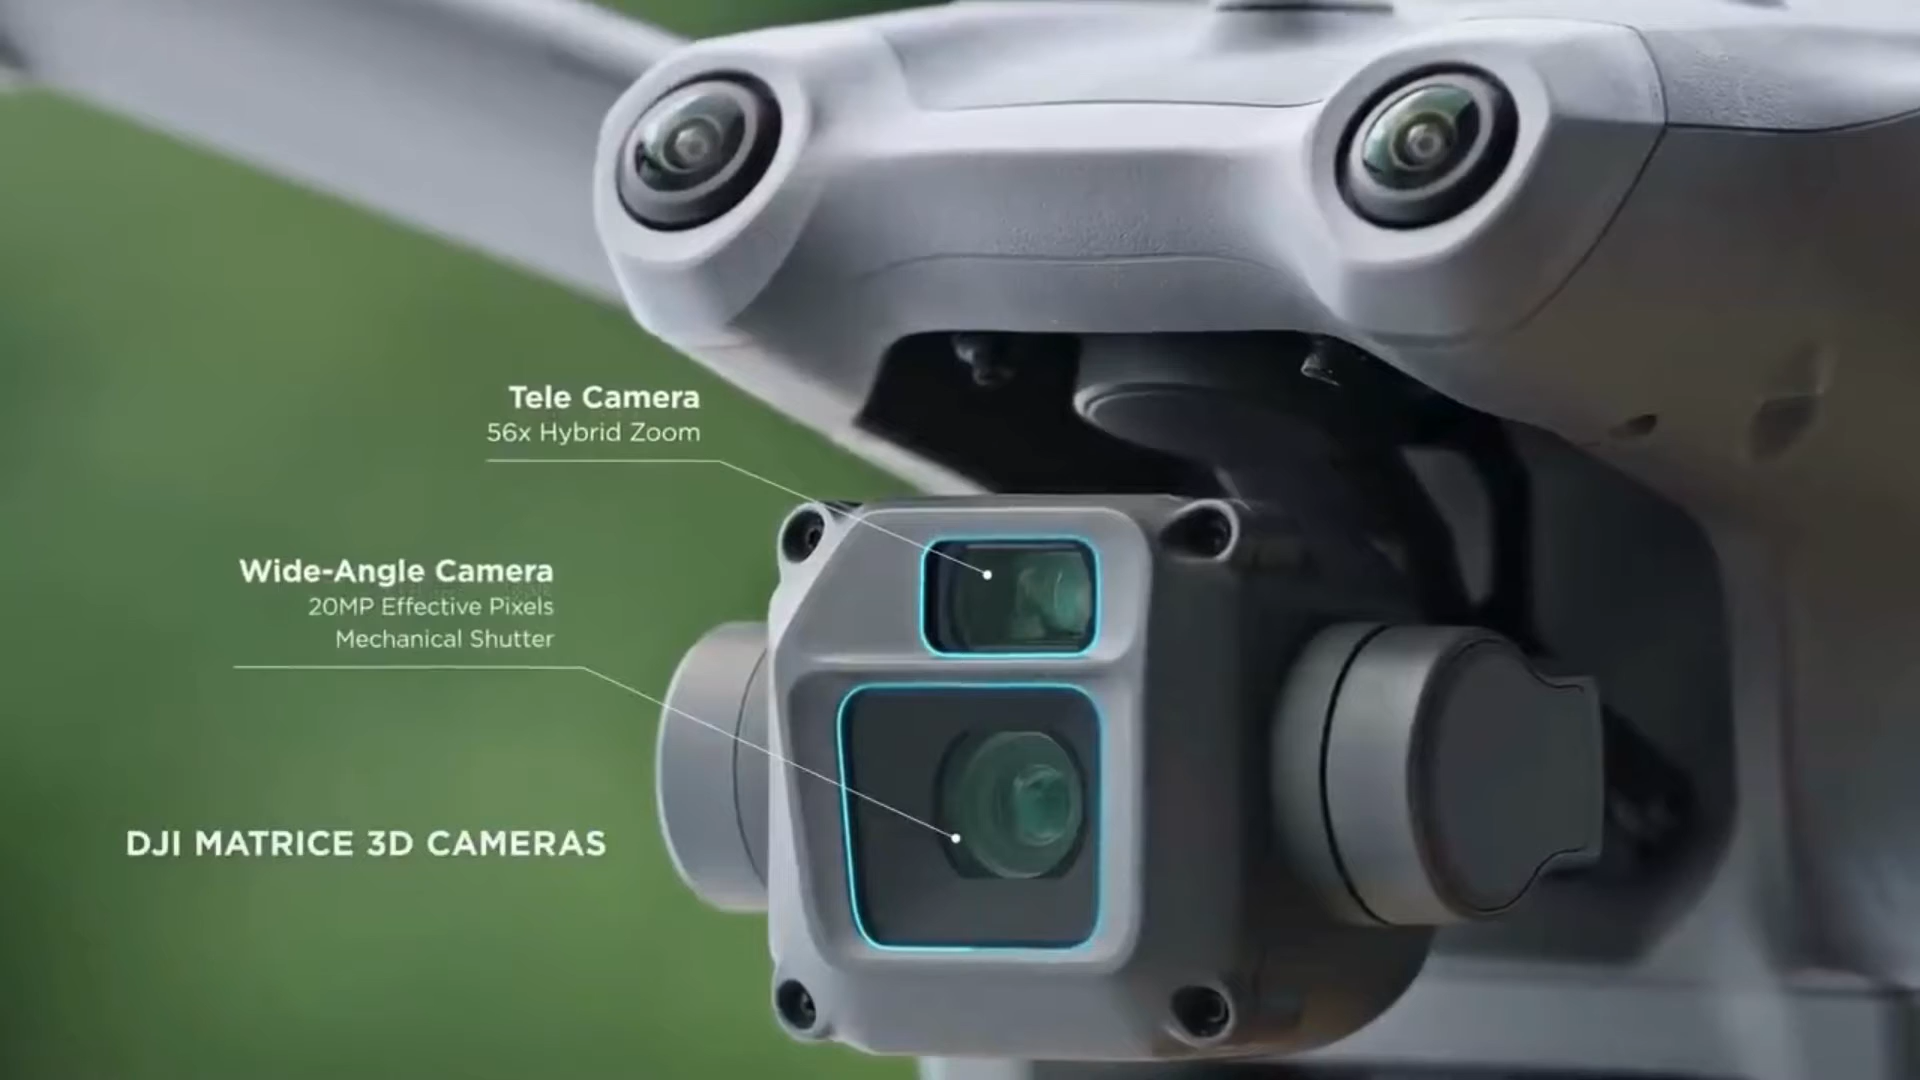 Tele Camera
56x Hybrid Zoom
Wide-Angle Camera
20MP Effective Pixels
Mechanical Shutter
DJI MATRICE 3D CAMERAS